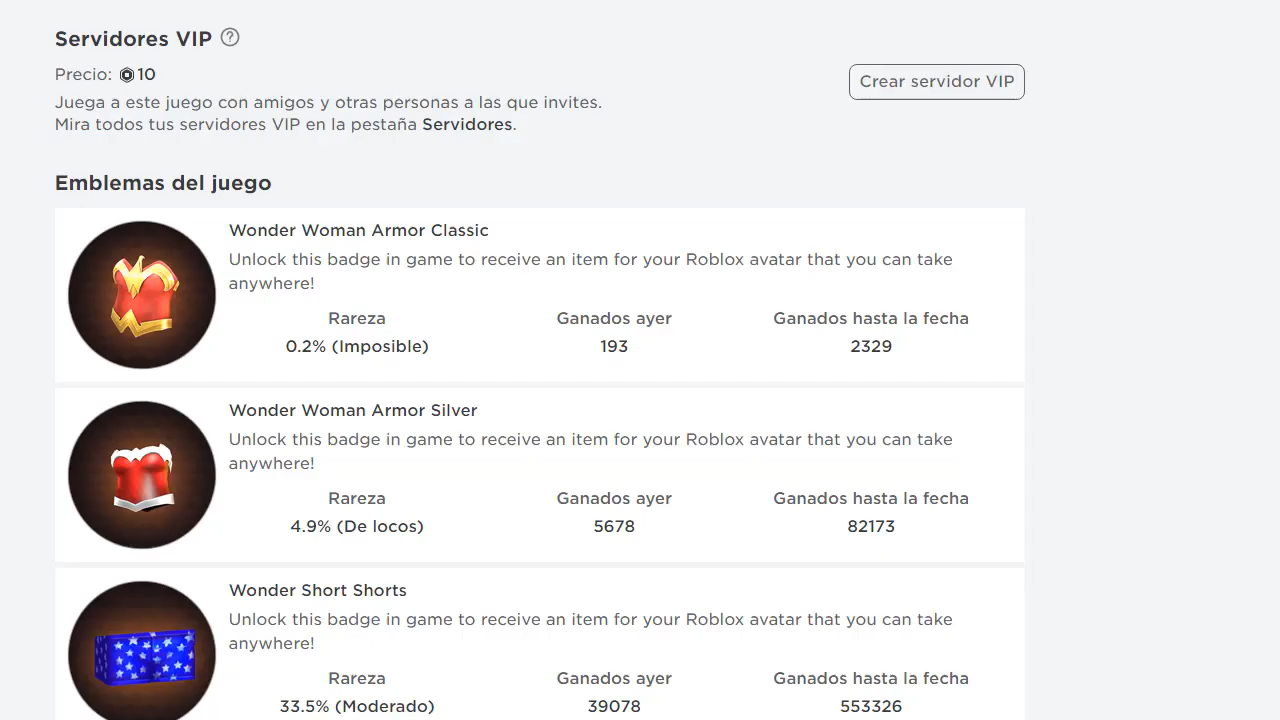 Servidores VIP
Precio: 10
Crear servidor VIP
Juega a este juego con amigos y otras personas a las que invites.
Mira todos tus servidores VIP en la pestaña Servidores.
Emblemas del juego
Wonder Woman Armor Classic
Unlock this badge in game to receive an item for your Roblox avatar that you can take
anywhere!
Rareza Ganados ayer Ganados hasta la fecha
0.2% (Imposible) 193 2329
Wonder Woman Armor Silver
Unlock this badge in game to receive an item for your Roblox avatar that you can take
anywhere!
Rareza Ganados ayer Ganados hasta la fecha
4.9% (De locos) 5678 82173
Wonder Short Shorts
Unlock this badge in game to receive an item for your Roblox avatar that you can take
anywhere!
Rareza Ganados ayer Ganados hasta la fecha
33.5% (Moderado) 39078 553326